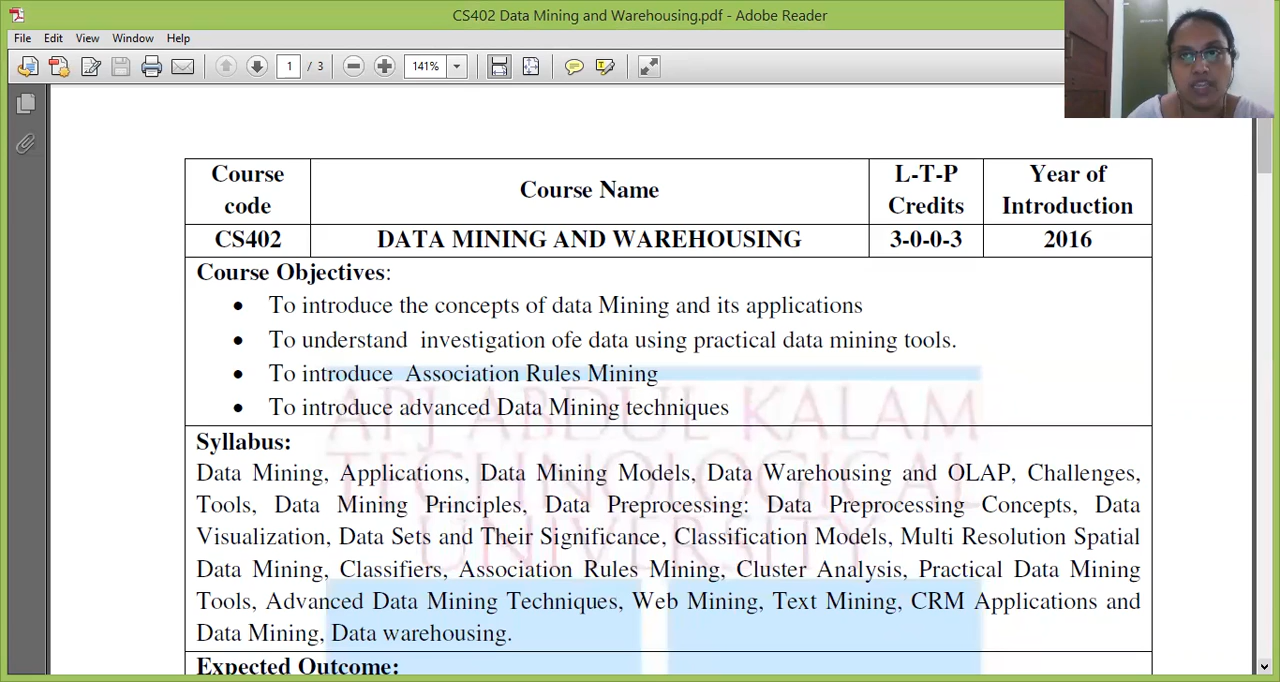 CS402 Data Mining and Warehousing.pdf - Adobe Reader
File Edit View Window Help
1 / 3 141%
Course code
Course Name
L-T-P Credits
Year of Introduction
CS402 DATA MINING AND WAREHOUSING 3-0-0-3 2016
Course Objectives:
• To introduce the concepts of data Mining and its applications
• To understand investigation ofe data using practical data mining tools.
• To introduce Association Rules Mining
• To introduce advanced Data Mining techniques
APJ ABDUL KALAM
TECHNOLOGICAL
UNIVERSITY
Syllabus:
Data Mining, Applications, Data Mining Models, Data Warehousing and OLAP, Challenges,
Tools, Data Mining Principles, Data Preprocessing: Data Preprocessing Concepts, Data
Visualization, Data Sets and Their Significance, Classification Models, Multi Resolution Spatial
Data Mining, Classifiers, Association Rules Mining, Cluster Analysis, Practical Data Mining
Tools, Advanced Data Mining Techniques, Web Mining, Text Mining, CRM Applications and
Data Mining, Data warehousing.
Expected Outcome: